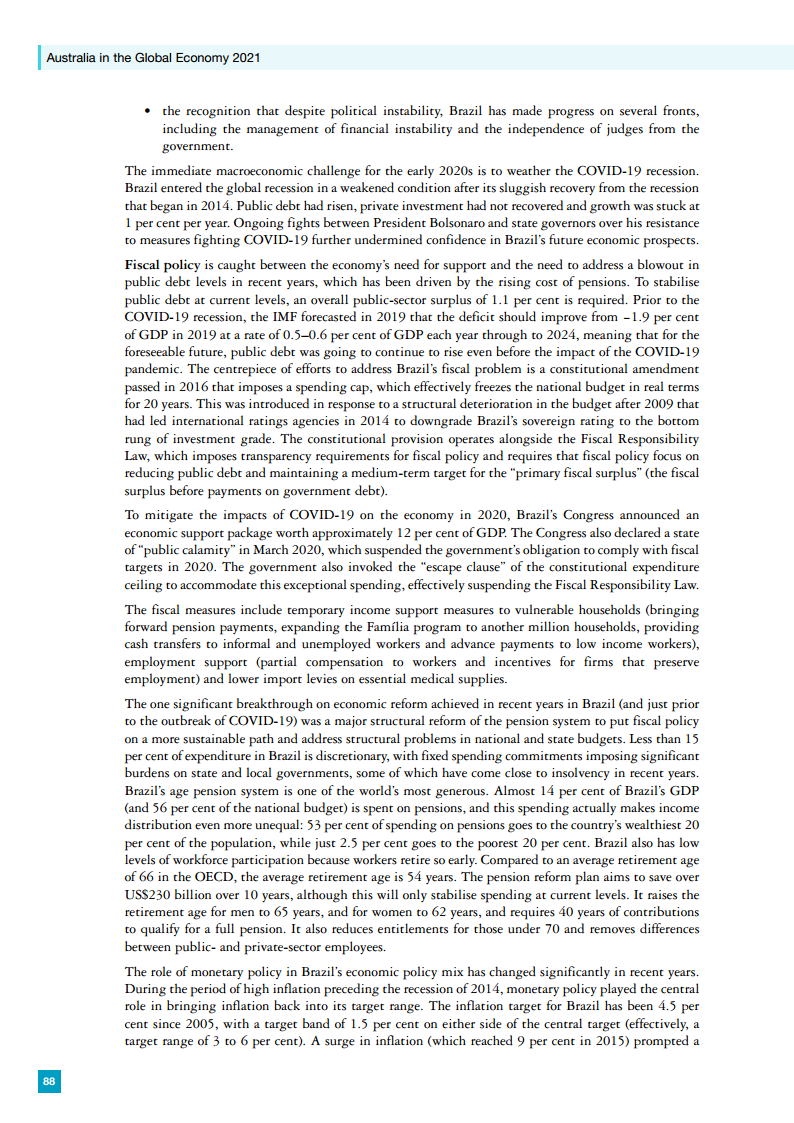 Australia in the Global Economy 2021
• the recognition that despite political instability, Brazil has made progress on several fronts,
including the management of financial instability and the independence of judges from the
government.
The immediate macroeconomic challenge for the early 2020s is to weather the COVID-19 recession.
Brazil entered the global recession in a weakened condition after its sluggish recovery from the recession
that began in 2014. Public debt had risen, private investment had not recovered and growth was stuck at
1 per cent per year. Ongoing fights between President Bolsonaro and state governors over his resistance
to measures fighting COVID-19 further undermined confidence in Brazil's future economic prospects.
Fiscal policy is caught between the economy's need for support and the need to address a blowout in
public debt levels in recent years, which has been driven by the rising cost of pensions. To stabilise
public debt at current levels, an overall public-sector surplus of 1.1 per cent is required. Prior to the
COVID-19 recession, the IMF forecasted in 2019 that the deficit should improve from −1.9 per cent
of GDP in 2019 at a rate of 0.5–0.6 per cent of GDP each year through to 2024, meaning that for the
foreseeable future, public debt was going to continue to rise even before the impact of the COVID-19
pandemic. The centrepiece of efforts to address Brazil's fiscal problem is a constitutional amendment
passed in 2016 that imposes a spending cap, which effectively freezes the national budget in real terms
for 20 years. This was introduced in response to a structural deterioration in the budget after 2009 that
had led international ratings agencies in 2014 to downgrade Brazil's sovereign rating to the bottom
rung of investment grade. The constitutional provision operates alongside the Fiscal Responsibility
Law, which imposes transparency requirements for fiscal policy and requires that fiscal policy focus on
reducing public debt and maintaining a medium-term target for the "primary fiscal surplus" (the fiscal
surplus before payments on government debt).
To mitigate the impacts of COVID-19 on the economy in 2020, Brazil's Congress announced an
economic support package worth approximately 12 per cent of GDP. The Congress also declared a state
of "public calamity" in March 2020, which suspended the government's obligation to comply with fiscal
targets in 2020. The government also invoked the "escape clause" of the constitutional expenditure
ceiling to accommodate this exceptional spending, effectively suspending the Fiscal Responsibility Law.
The fiscal measures include temporary income support measures to vulnerable households (bringing
forward pension payments, expanding the Família program to another million households, providing
cash transfers to informal and unemployed workers and advance payments to low income workers),
employment support (partial compensation to workers and incentives for firms that preserve
employment) and lower import levies on essential medical supplies.
The one significant breakthrough on economic reform achieved in recent years in Brazil (and just prior
to the outbreak of COVID-19) was a major structural reform of the pension system to put fiscal policy
on a more sustainable path and address structural problems in national and state budgets. Less than 15
per cent of expenditure in Brazil is discretionary, with fixed spending commitments imposing significant
burdens on state and local governments, some of which have come close to insolvency in recent years.
Brazil's age pension system is one of the world's most generous. Almost 14 per cent of Brazil's GDP
(and 56 per cent of the national budget) is spent on pensions, and this spending actually makes income
distribution even more unequal: 53 per cent of spending on pensions goes to the country's wealthiest 20
per cent of the population, while just 2.5 per cent goes to the poorest 20 per cent. Brazil also has low
levels of workforce participation because workers retire so early. Compared to an average retirement age
of 66 in the OECD, the average retirement age is 54 years. The pension reform plan aims to save over
US$230 billion over 10 years, although this will only stabilise spending at current levels. It raises the
retirement age for men to 65 years, and for women to 62 years, and requires 40 years of contributions
to qualify for a full pension. It also reduces entitlements for those under 70 and removes differences
between public- and private-sector employees.
The role of monetary policy in Brazil's economic policy mix has changed significantly in recent years.
During the period of high inflation preceding the recession of 2014, monetary policy played the central
role in bringing inflation back into its target range. The inflation target for Brazil has been 4.5 per
cent since 2005, with a target band of 1.5 per cent on either side of the central target (effectively, a
target range of 3 to 6 per cent). A surge in inflation (which reached 9 per cent in 2015) prompted a
88